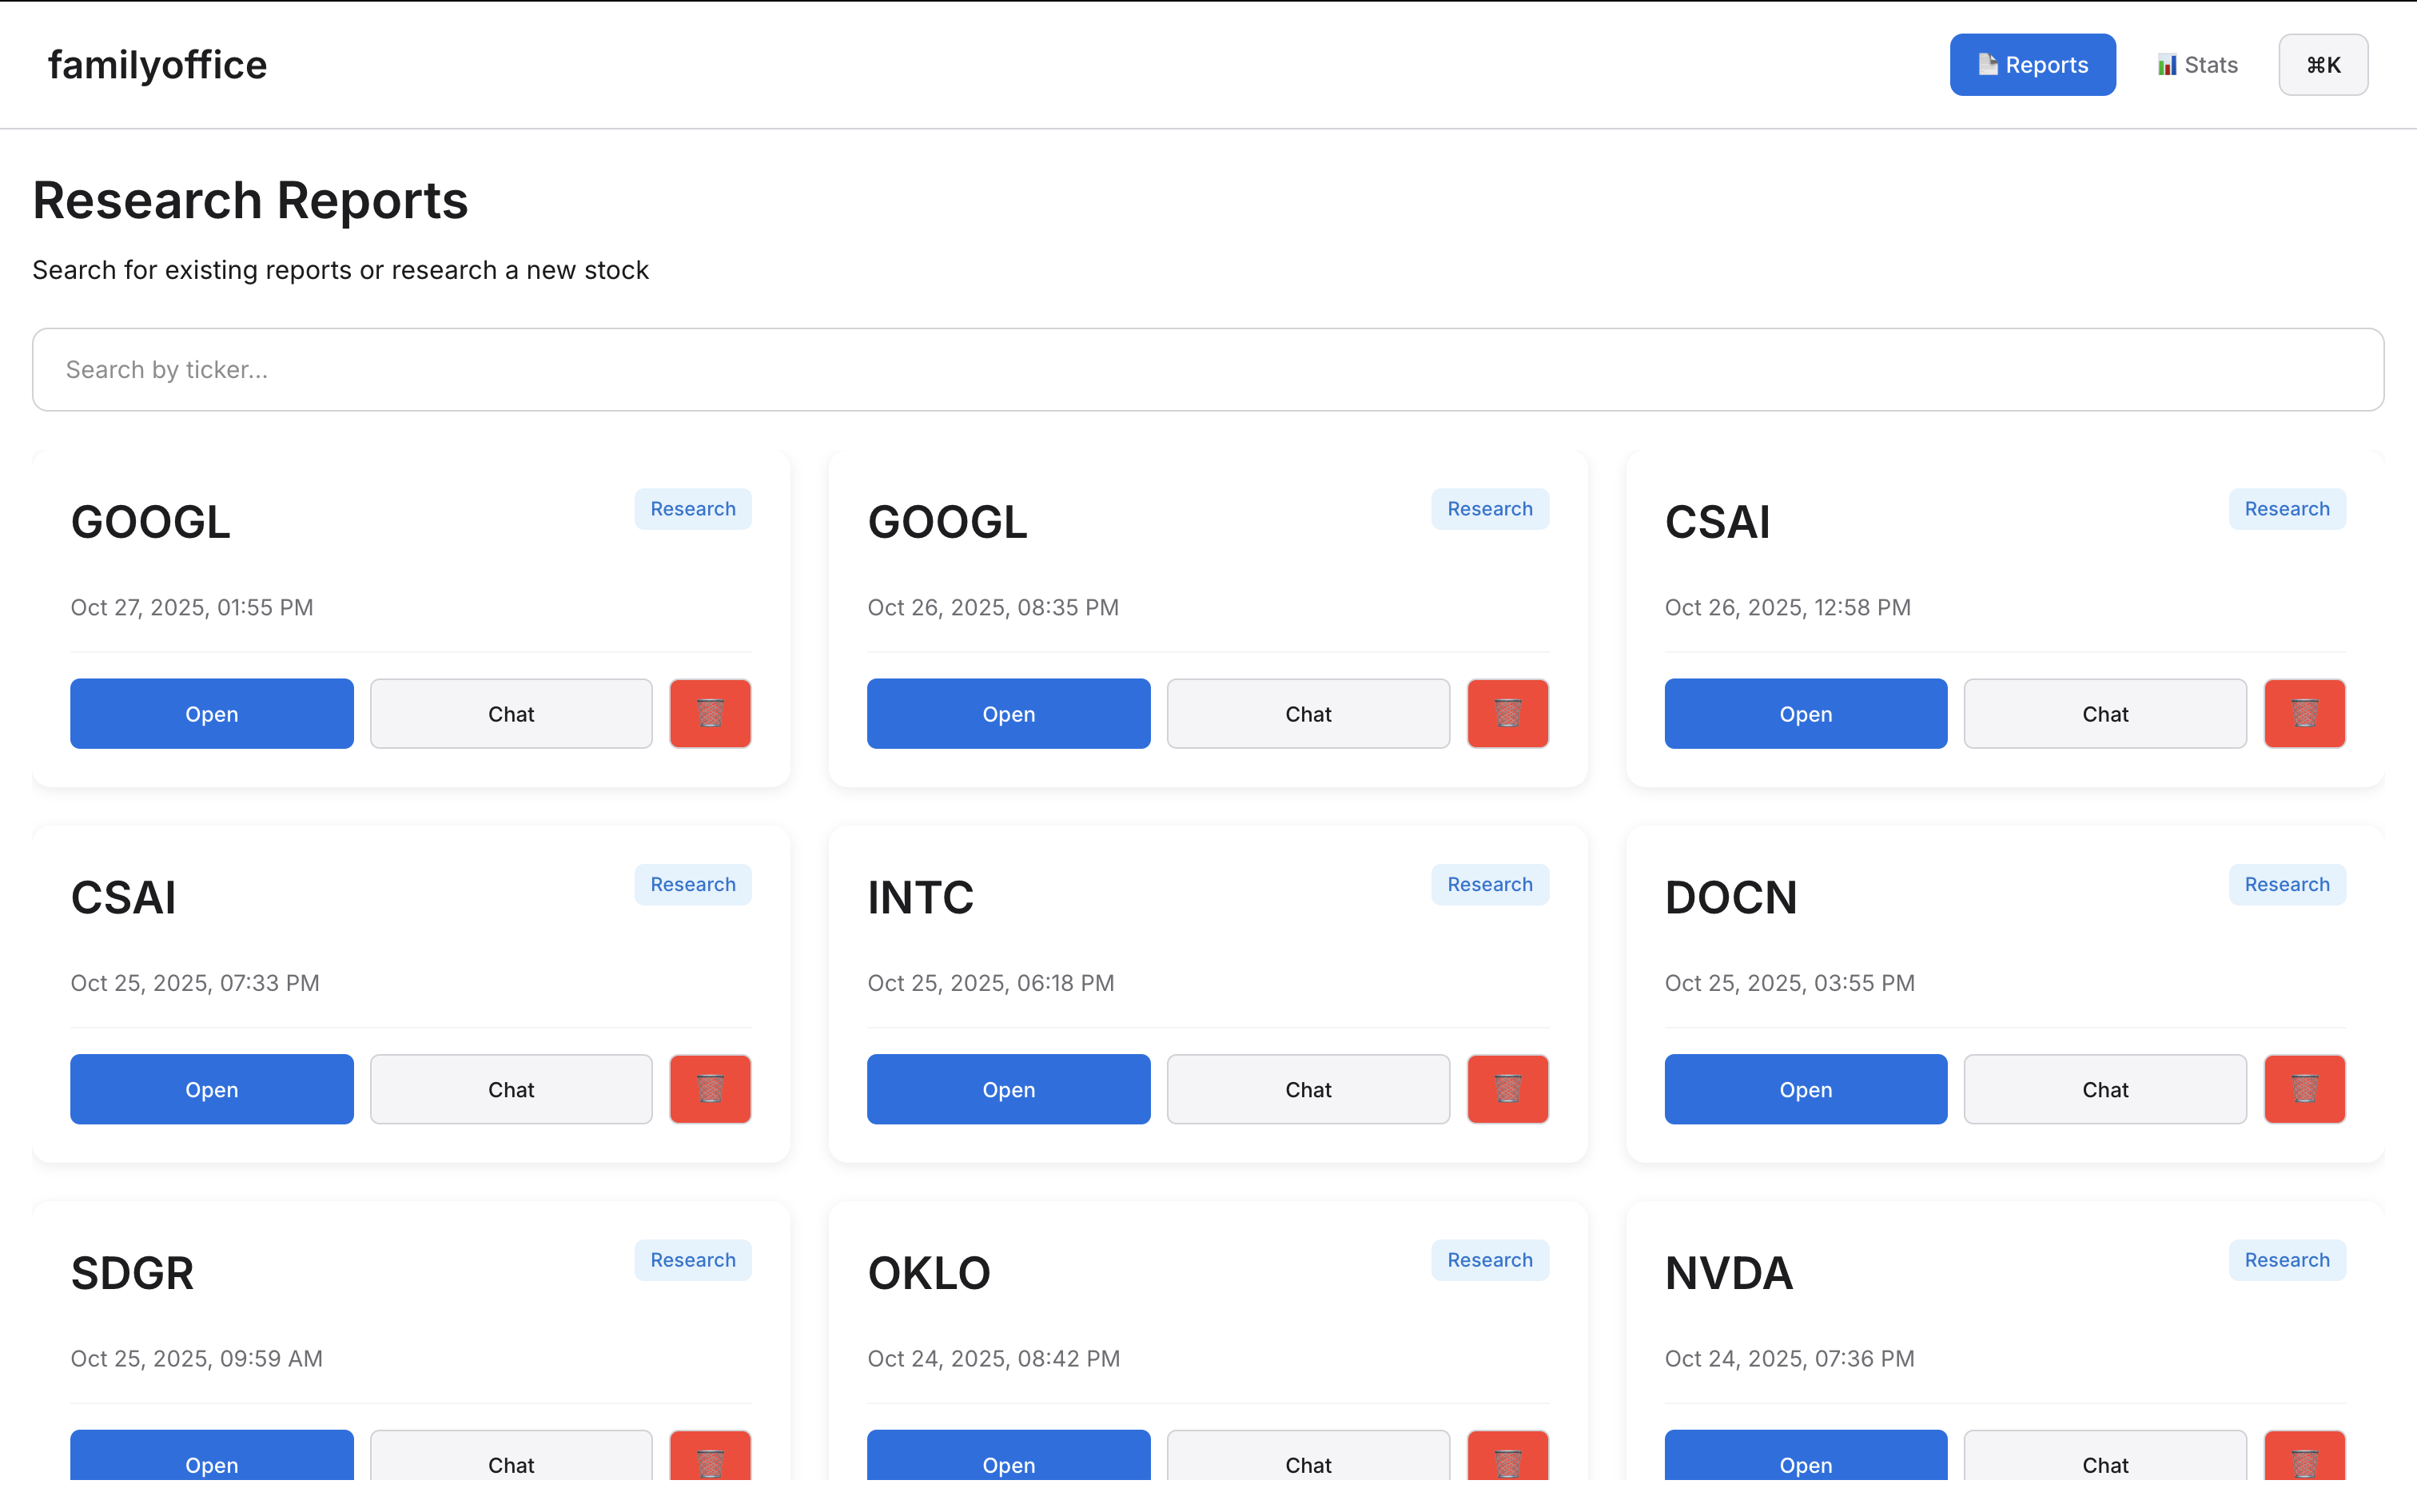 familyoffice
Reports
Stats
⌘K
Research Reports
Search for existing reports or research a new stock
Search by ticker...
GOOGL
Research
Oct 27, 2025, 01:55 PM
Open
Chat
GOOGL
Research
Oct 26, 2025, 08:35 PM
Open
Chat
CSAI
Research
Oct 26, 2025, 12:58 PM
Open
Chat
CSAI
Research
Oct 25, 2025, 07:33 PM
Open
Chat
INTC
Research
Oct 25, 2025, 06:18 PM
Open
Chat
DOCN
Research
Oct 25, 2025, 03:55 PM
Open
Chat
SDGR
Research
Oct 25, 2025, 09:59 AM
Open
Chat
OKLO
Research
Oct 24, 2025, 08:42 PM
Open
Chat
NVDA
Research
Oct 24, 2025, 07:36 PM
Open
Chat